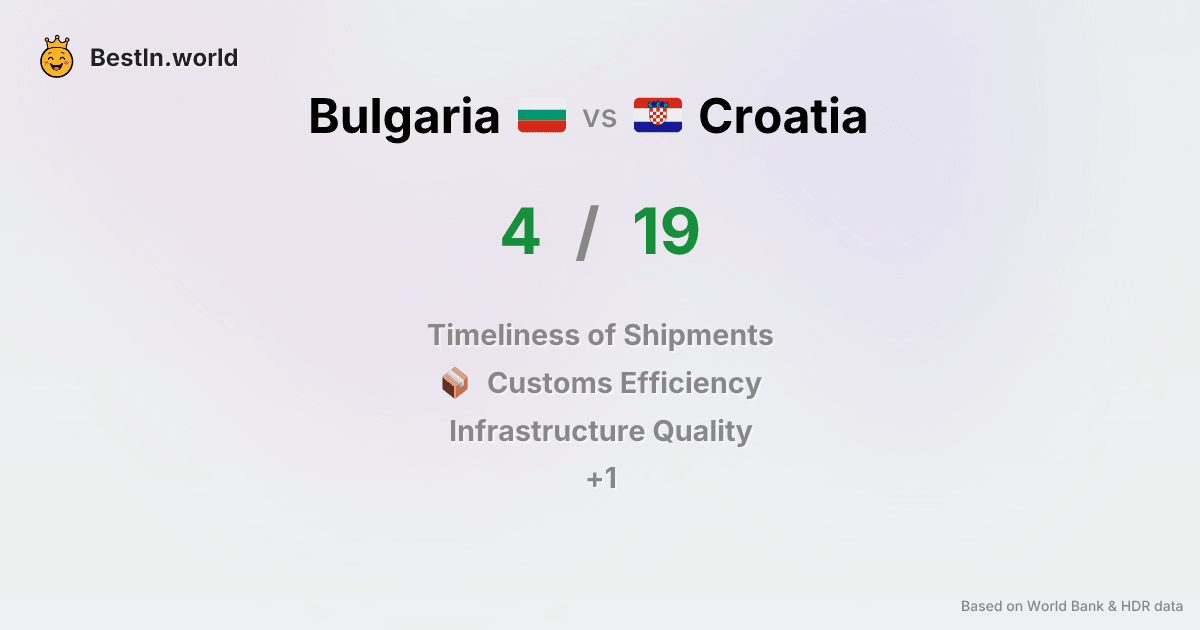 BestIn.world
Bulgaria vs Croatia
4 / 19
Timeliness of Shipments
Customs Efficiency
Infrastructure Quality
+1
Based on World Bank & HDR data